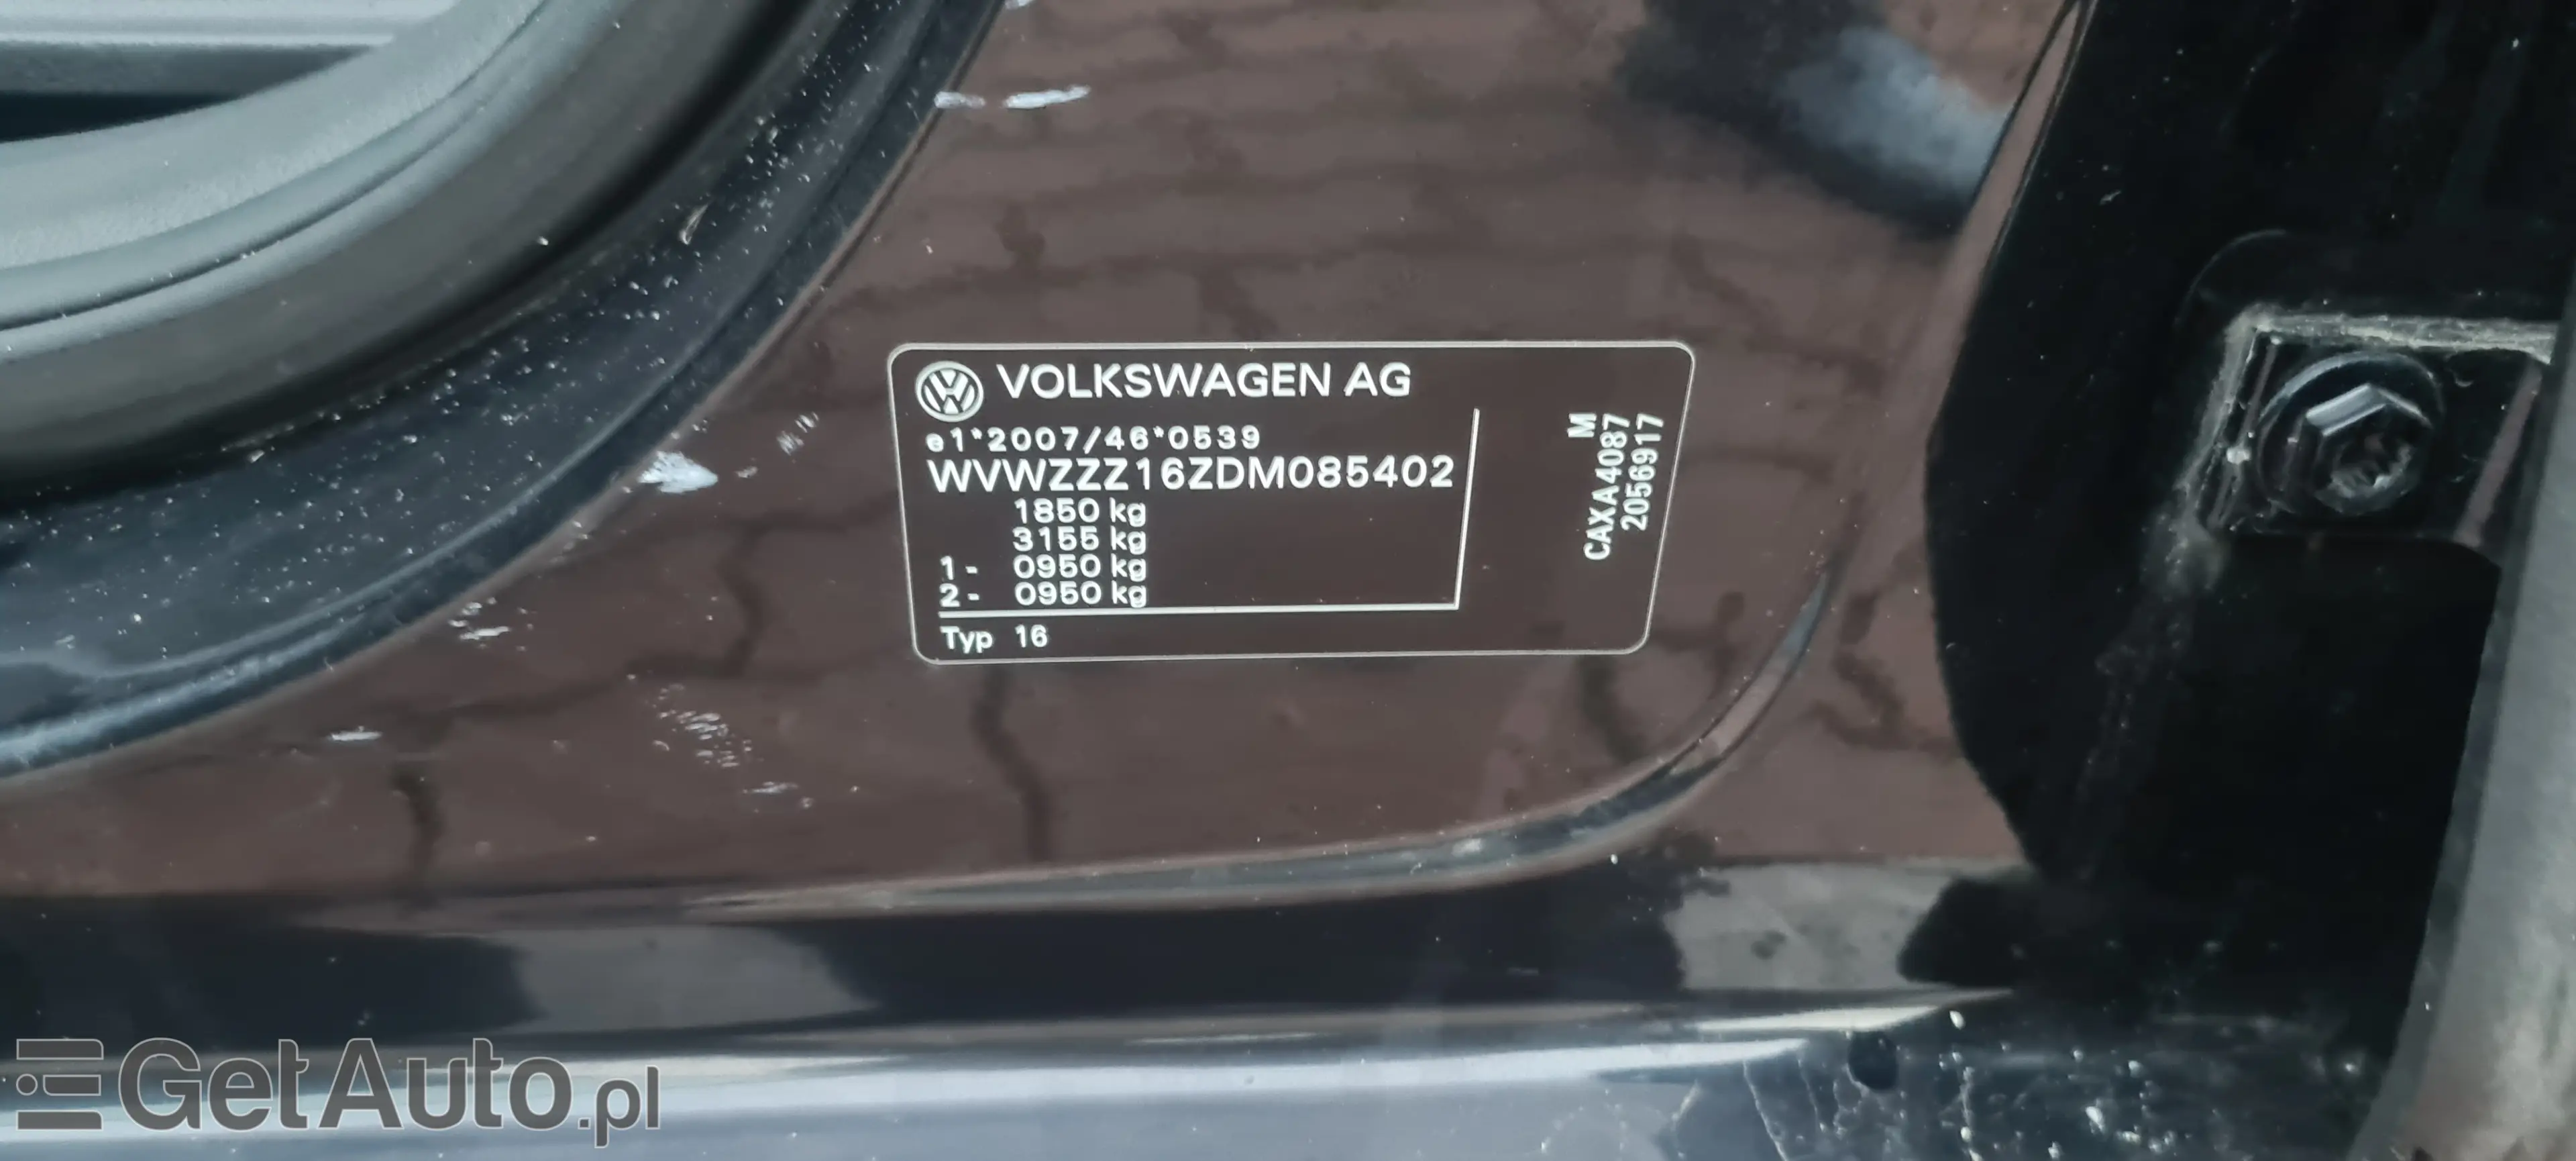 VOLKSWAGEN AG
e1*2007/46*0539
WVWZZZ16ZDM085402
1850 kg
3155 kg
1- 0950 kg
2- 0950 kg
Typ 16
M
CAXA4087
2056917
GetAuto.pl